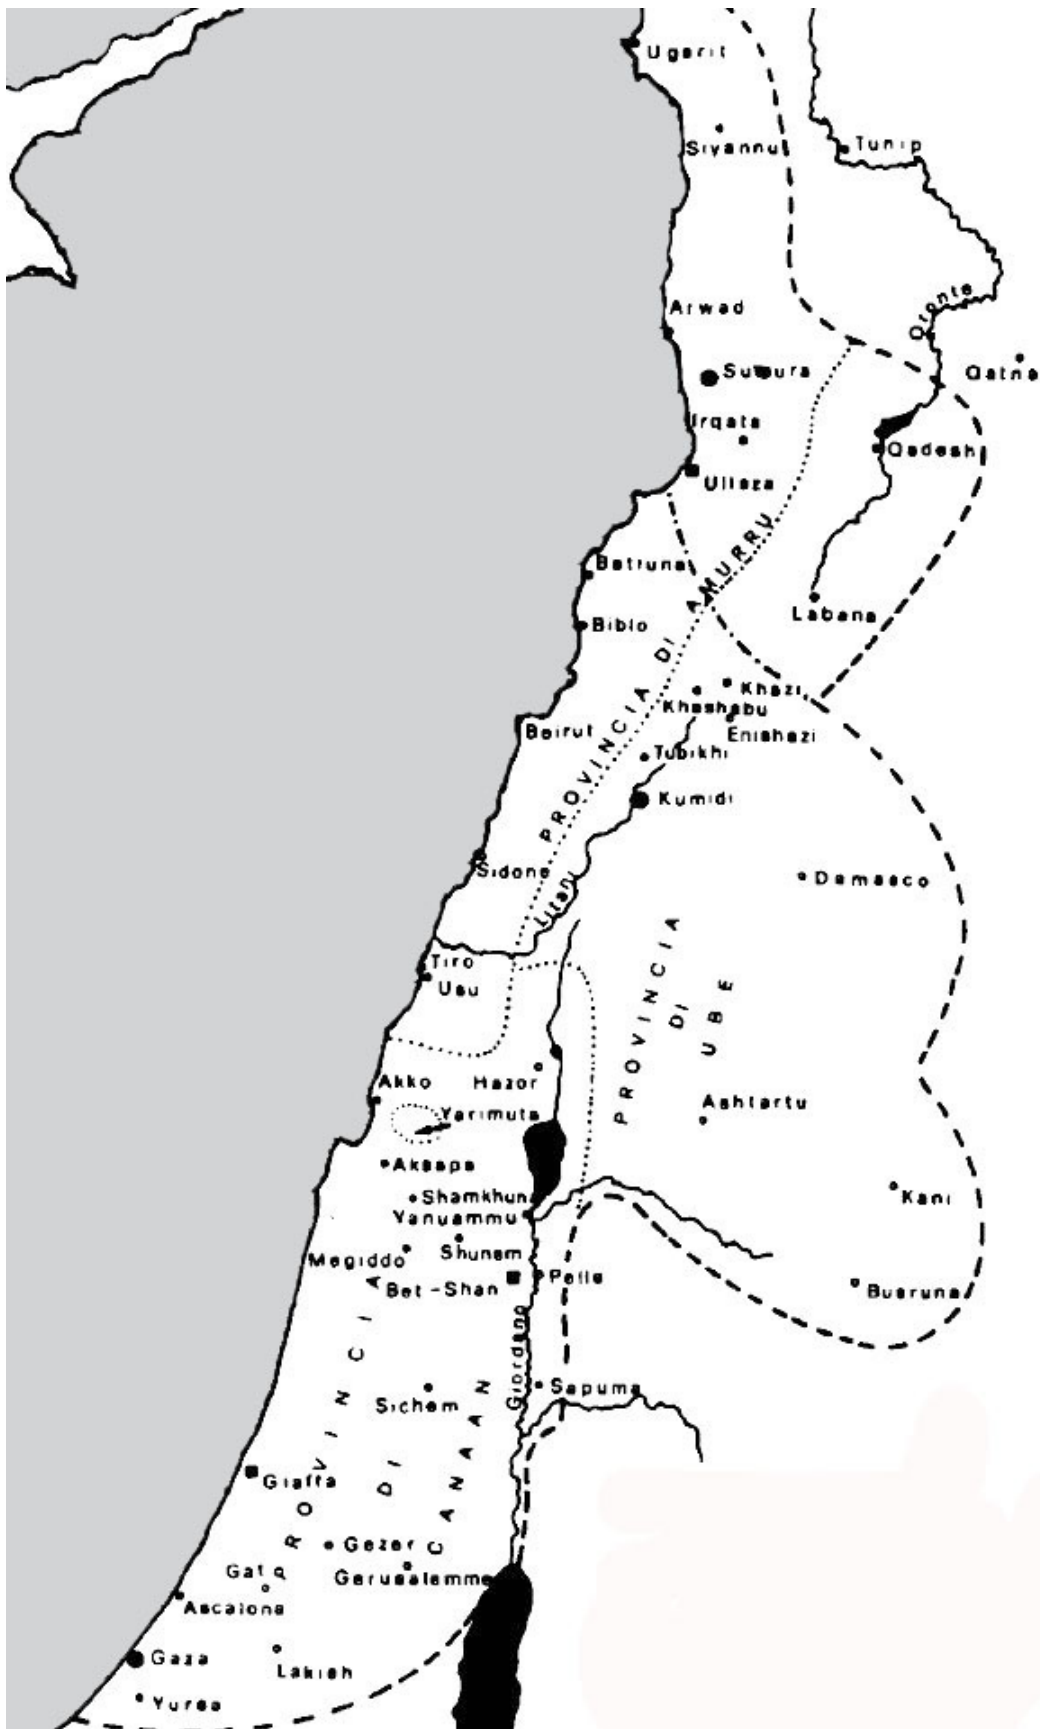 Ugarit
Siyannu
Tunip
Oronte
Arwad
Qatna
Sumura
Irqata
Qadesh
Ullaza
Batruna
Labana
Biblo
PROVINCIA DI AMURRU
Khazi
Khashabu
Enishazi
Beirut
Tubikhi
Kumidi
Sidone
Litani
Damasco
Tiro
Usu
PROVINCIA
DI
UBE
Akko
Hazor
Yarimuta
Ashtartu
Aksapa
Shamkhun
Yanuammu
Kani
Shunem
Megiddo
Bet-Shan
Pella
Busruna
Giordano
Sapuma
Sichem
PROVINCIA
DI
CANAAN
Giaffa
Gezer
Gat
Gerusalemme
Ascalona
Gaza
Lakish
Yursa